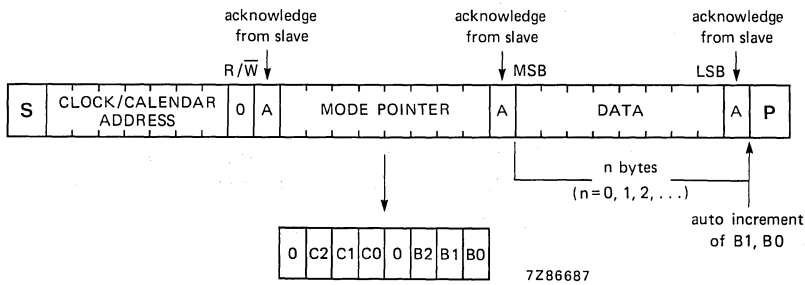 acknowledge
from slave
acknowledge
from slave
acknowledge
from slave
R/W̅
MSB
LSB
S
CLOCK/CALENDAR
ADDRESS
0
A
MODE POINTER
A
DATA
A
P
n bytes
(n=0, 1, 2, ...)
auto increment
of B1, B0
0 C2 C1 C0 0 B2 B1 B0
7Z86687